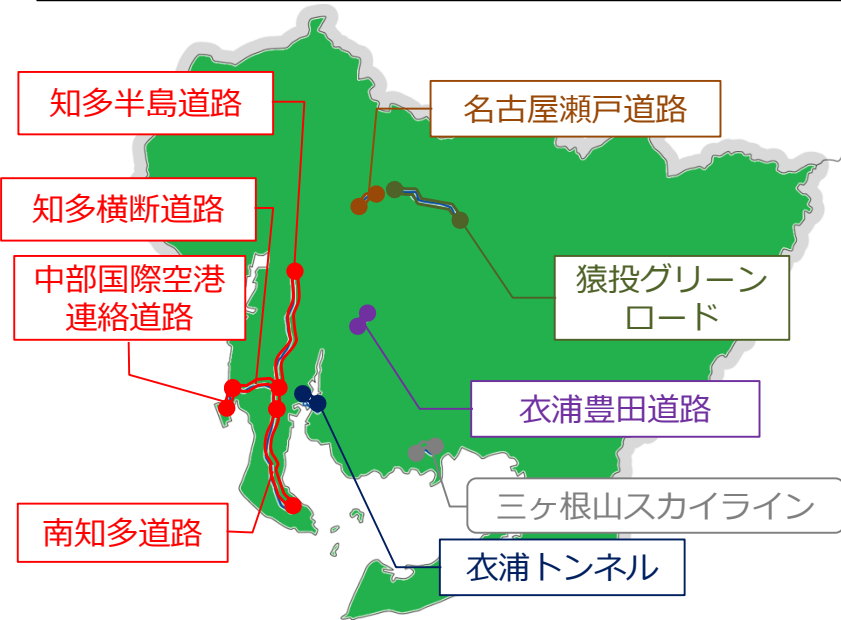 知多半島道路
名古屋瀬戸道路
知多横断道路
中部国際空港
連絡道路
猿投グリーン
ロード
衣浦豊田道路
三ヶ根山スカイライン
南知多道路
衣浦トンネル